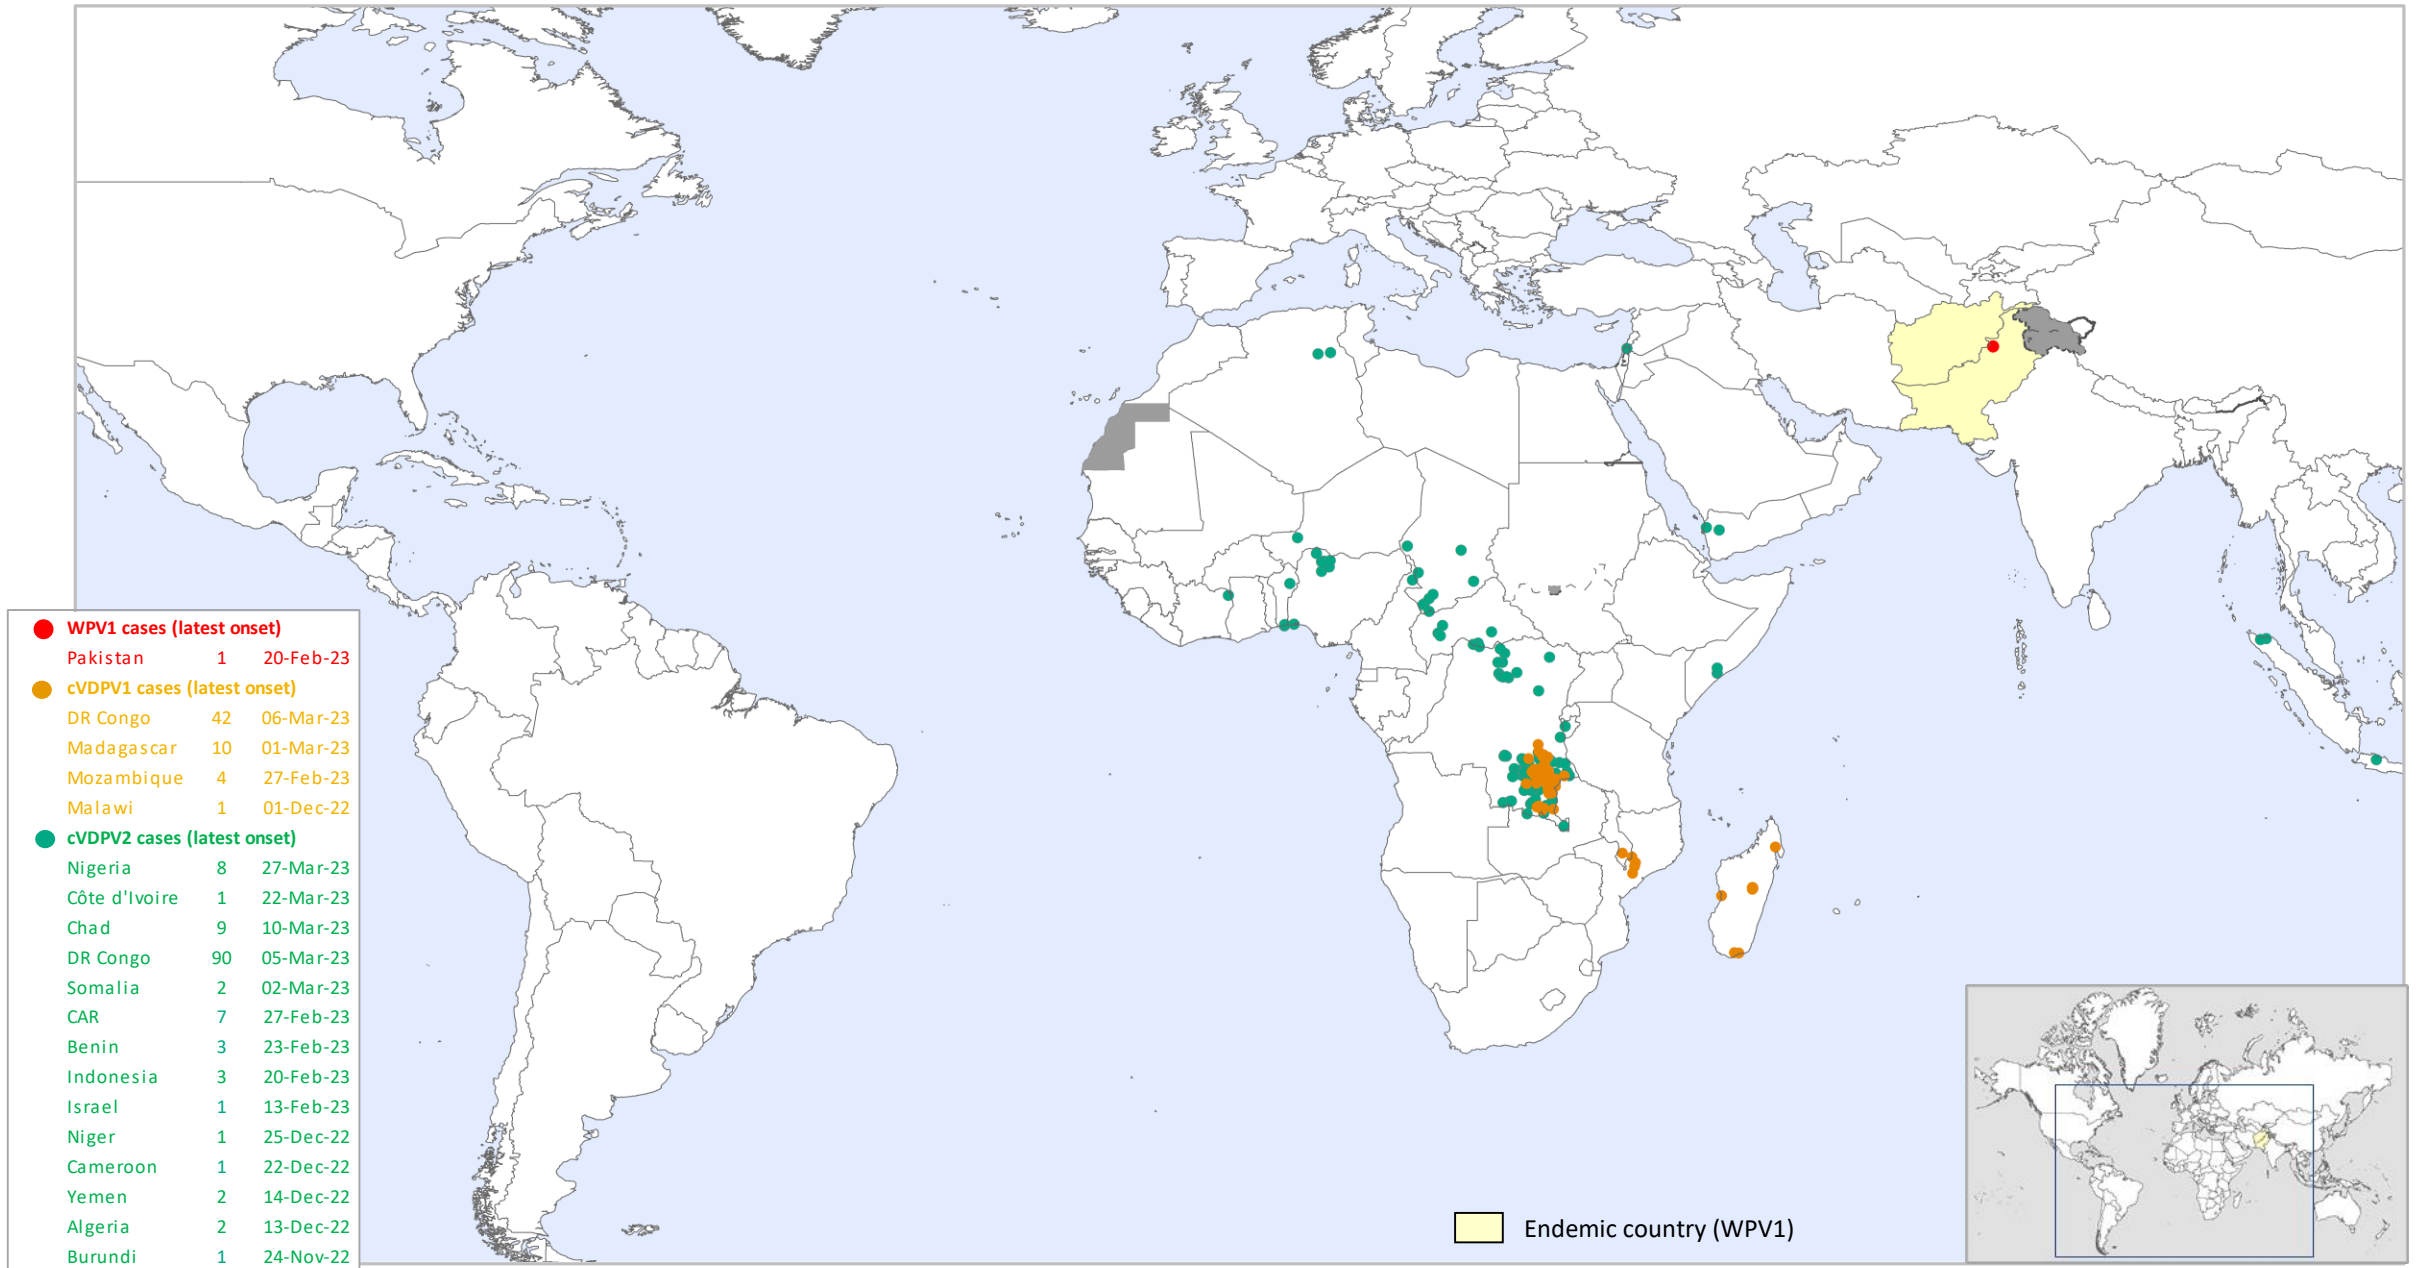 WPV1 cases (latest onset)
Pakistan 1 20-Feb-23
cVDPV1 cases (latest onset)
DR Congo 42 06-Mar-23
Madagascar 10 01-Mar-23
Mozambique 4 27-Feb-23
Malawi 1 01-Dec-22
cVDPV2 cases (latest onset)
Nigeria 8 27-Mar-23
Côte d'Ivoire 1 22-Mar-23
Chad 9 10-Mar-23
DR Congo 90 05-Mar-23
Somalia 2 02-Mar-23
CAR 7 27-Feb-23
Benin 3 23-Feb-23
Indonesia 3 20-Feb-23
Israel 1 13-Feb-23
Niger 1 25-Dec-22
Cameroon 1 22-Dec-22
Yemen 2 14-Dec-22
Algeria 2 13-Dec-22
Burundi 1 24-Nov-22
Endemic country (WPV1)